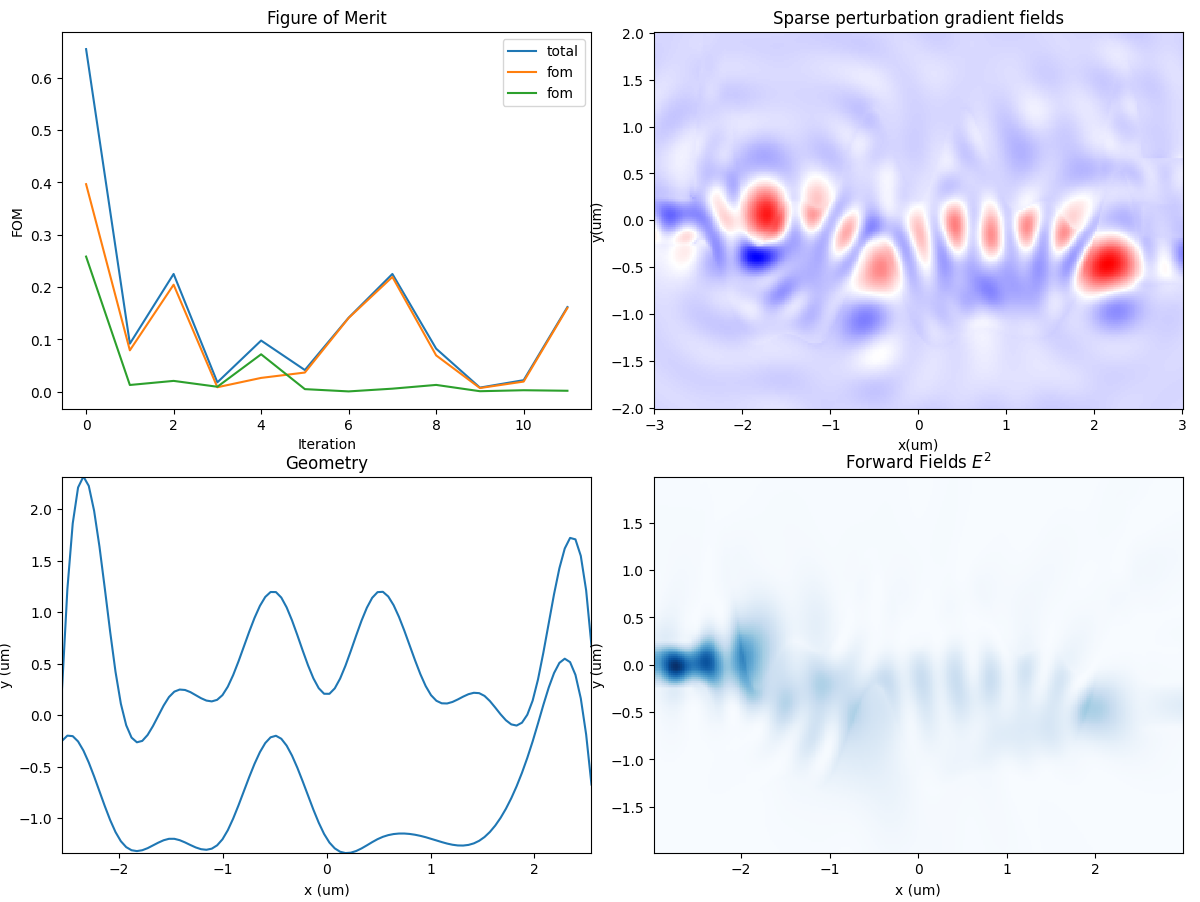 Figure of Merit
total
fom
fom
0.6
0.5
0.4
0.3
0.2
0.1
0.0
FOM
0 2 4 6 8 10
Iteration
Sparse perturbation gradient fields
2.0
1.5
1.0
0.5
0.0
−0.5
−1.0
−1.5
−2.0
y(um)
−3 −2 −1 0 1 2 3
x(um)
Geometry
2.0
1.5
1.0
0.5
0.0
−0.5
−1.0
y (um)
−2 −1 0 1 2
x (um)
Forward Fields E²
1.5
1.0
0.5
0.0
−0.5
−1.0
−1.5
y (um)
−2 −1 0 1 2
x (um)